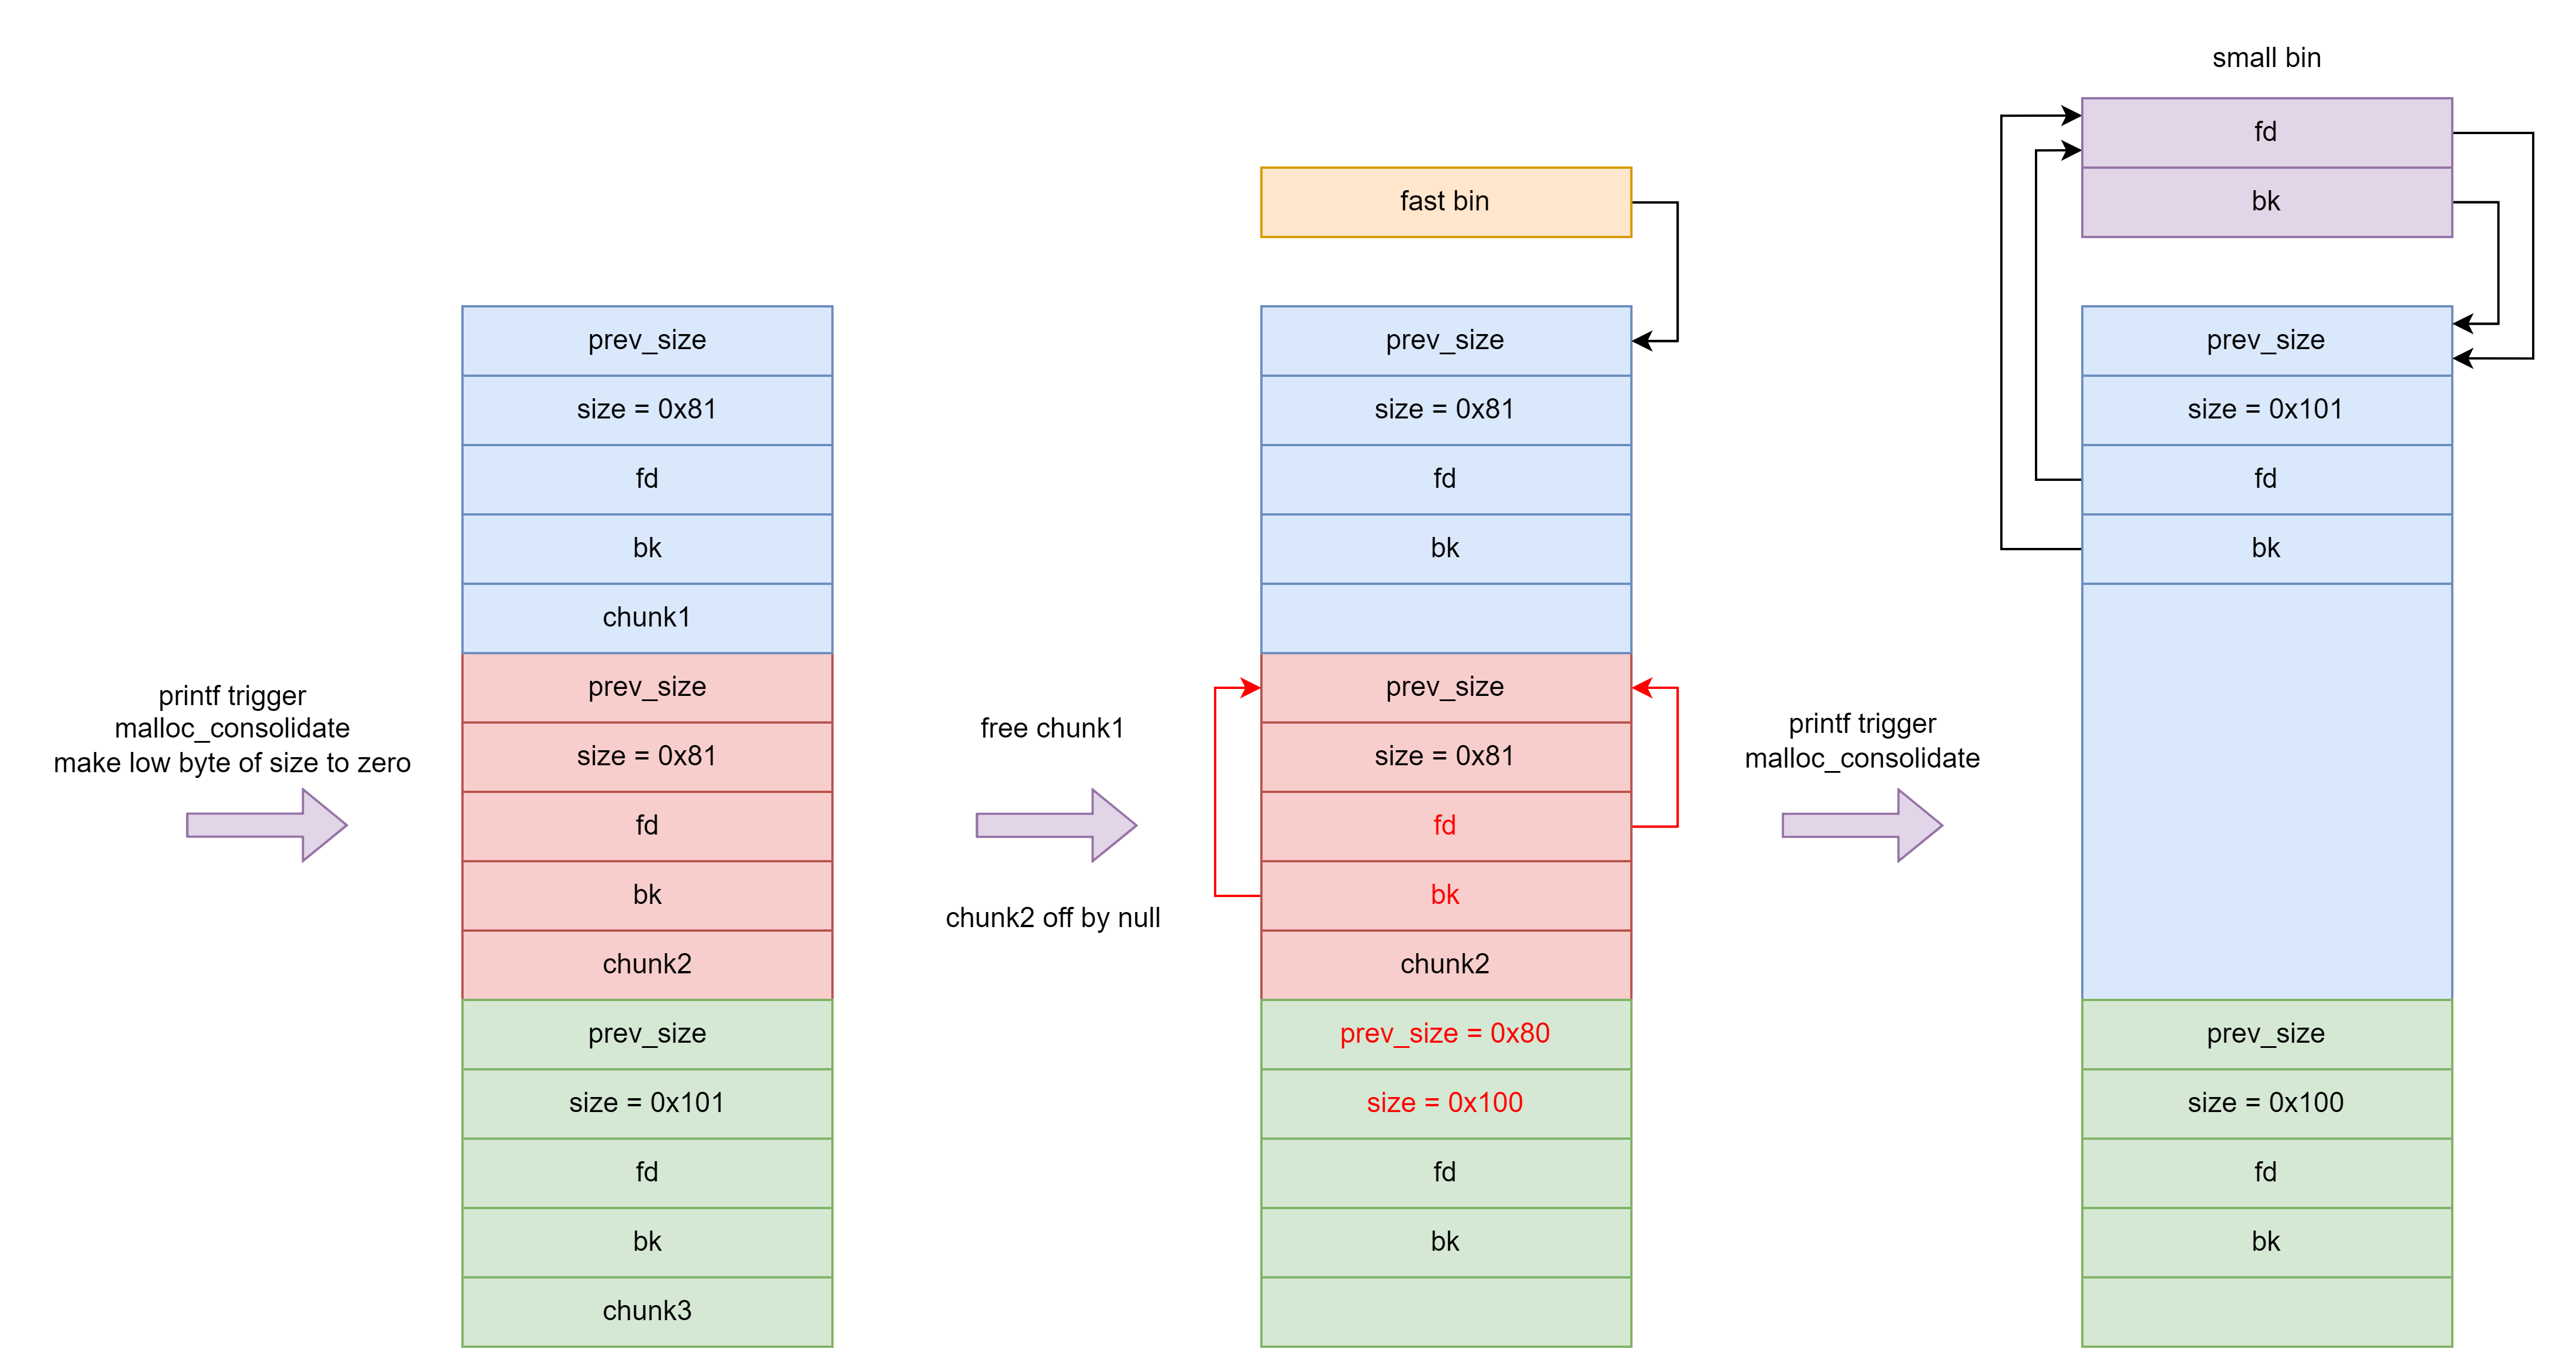 printf trigger
malloc_consolidate
make low byte of size to zero
prev_size
size = 0x81
fd
bk
chunk1
prev_size
size = 0x81
fd
bk
chunk2
prev_size
size = 0x101
fd
bk
chunk3
free chunk1
chunk2 off by null
fast bin
prev_size
size = 0x81
fd
bk
prev_size
size = 0x81
fd
bk
chunk2
prev_size = 0x80
size = 0x100
fd
bk
printf trigger
malloc_consolidate
small bin
fd
bk
prev_size
size = 0x101
fd
bk
prev_size
size = 0x100
fd
bk